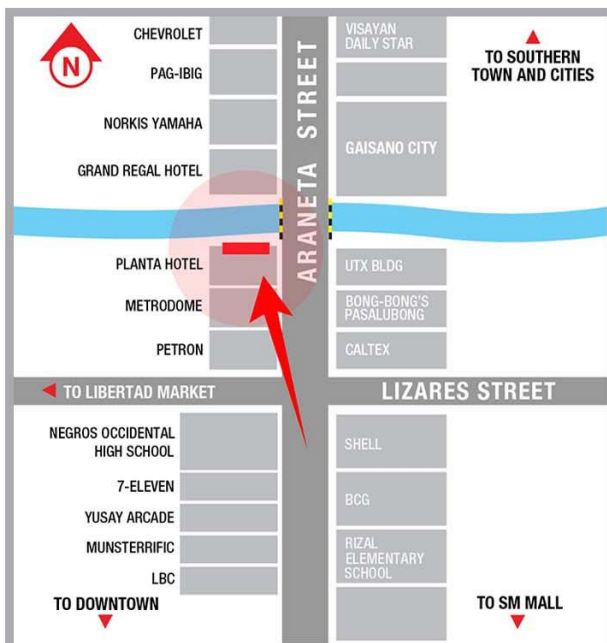 N
CHEVROLET
PAG-IBIG
NORKIS YAMAHA
GRAND REGAL HOTEL
ARANETA STREET
VISAYAN
DAILY STAR
TO SOUTHERN
TOWN AND CITIES
GAISANO CITY
PLANTA HOTEL
METRODOME
PETRON
UTX BLDG
BONG-BONG'S
PASALUBONG
CALTEX
TO LIBERTAD MARKET
LIZARES STREET
NEGROS OCCIDENTAL
HIGH SCHOOL
7-ELEVEN
YUSAY ARCADE
MUNSTERRIFIC
LBC
TO DOWNTOWN
SHELL
BCG
RIZAL
ELEMENTARY
SCHOOL
TO SM MALL